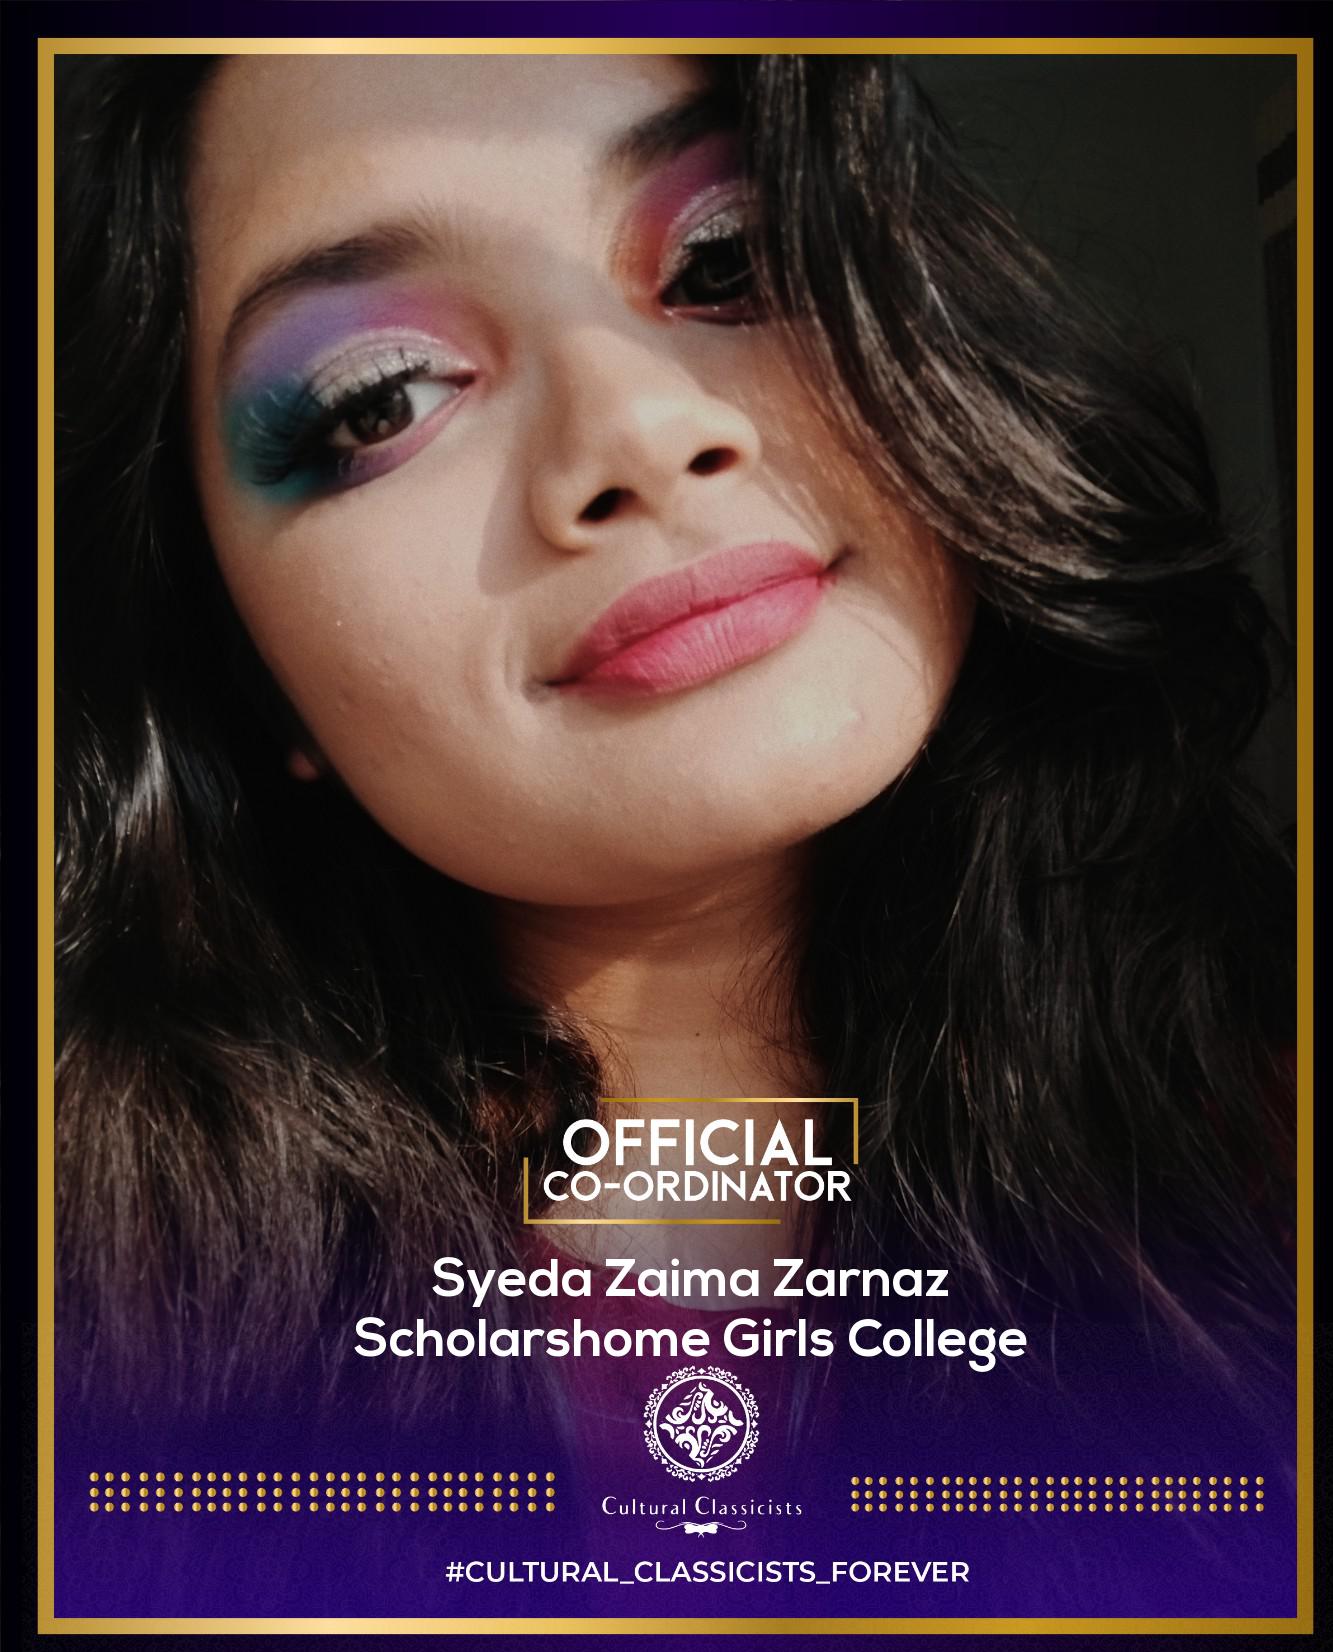 OFFICIAL
CO-ORDINATOR
Syeda Zaima Zarnaz
Scholarshome Girls College
Cultural Classicists
#CULTURAL_CLASSICISTS_FOREVER